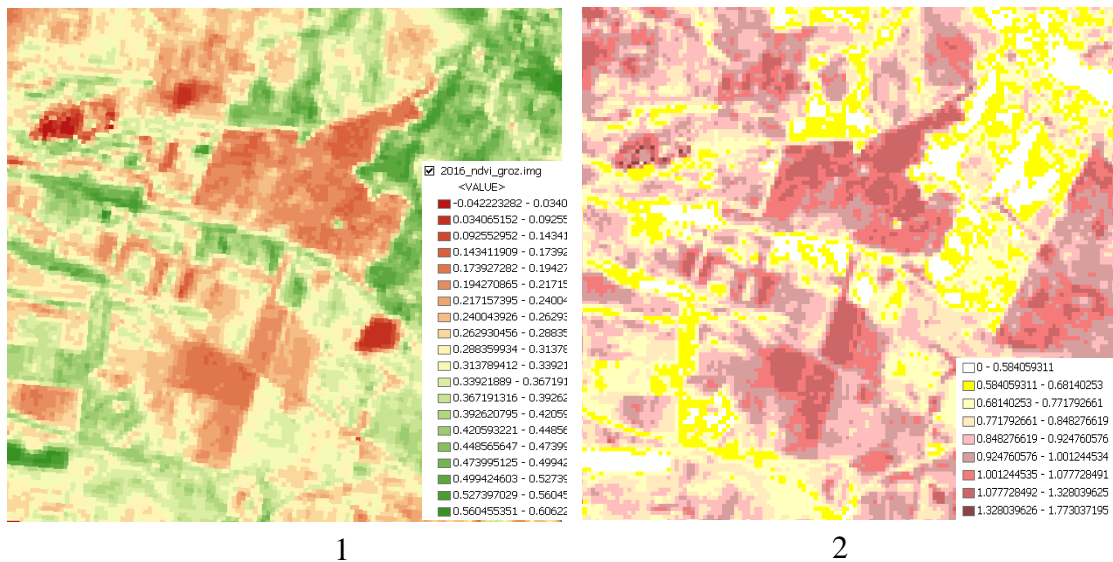 2016_ndvi_groz.img
<VALUE>
-0.042223282 - 0.0340
0.034065152 - 0.09255
0.092552952 - 0.14341
0.143411909 - 0.17392
0.173927282 - 0.19427
0.194270865 - 0.21715
0.217157395 - 0.24004
0.240043926 - 0.26293
0.262930456 - 0.28835
0.288359934 - 0.31378
0.313789412 - 0.33921
0.33921889 - 0.367191
0.367191316 - 0.39262
0.392620795 - 0.42059
0.420593221 - 0.44856
0.448565647 - 0.47399
0.473995125 - 0.49942
0.499424603 - 0.52739
0.527397029 - 0.56045
0.560455351 - 0.60622
0 - 0.584059311
0.584059311 - 0.68140253
0.68140253 - 0.771792661
0.771792661 - 0.848276619
0.848276619 - 0.924760576
0.924760576 - 1.001244534
1.001244535 - 1.077728491
1.077728492 - 1.328039625
1.328039626 - 1.773037195
1
2